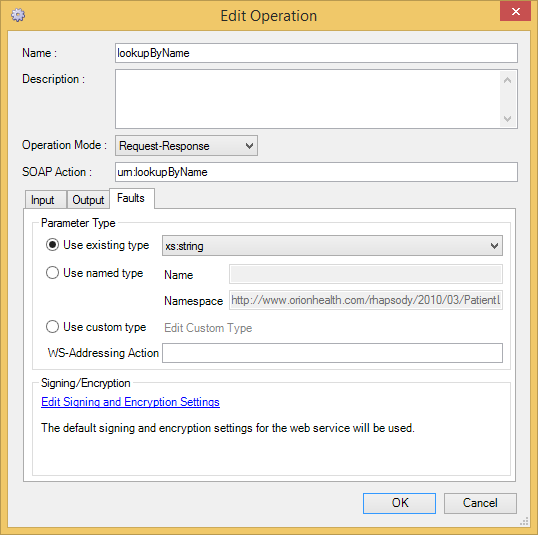 Edit Operation
Name :
lookupByName
Description :
Operation Mode :
Request-Response
SOAP Action :
urn:lookupByName
Input
Output
Faults
Parameter Type
Use existing type
xs:string
Use named type
Name
Namespace
http://www.orionhealth.com/rhapsody/2010/03/Patient
Use custom type
Edit Custom Type
WS-Addressing Action
Signing/Encryption
Edit Signing and Encryption Settings
The default signing and encryption settings for the web service will be used.
OK
Cancel